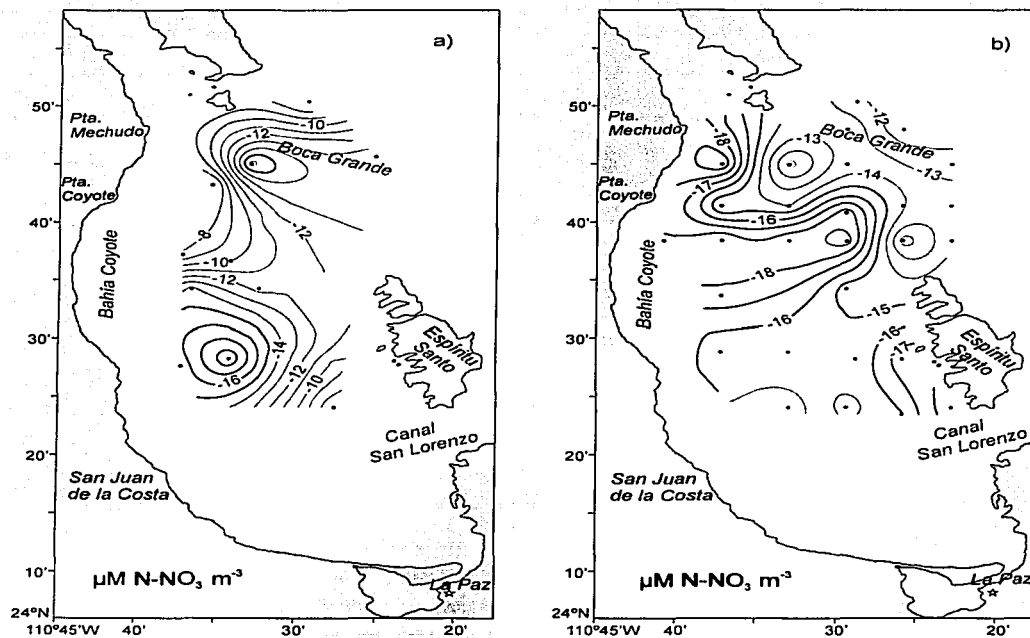 a)
50'
40'
30'
20'
10'
24°N
110°45'W
40'
30'
20'
Pta.
Mechudo
Pta.
Coyote
Bahía Coyote
Boca Grande
-10
-12
-12
-8
-10
-12
-14
-16
-12
-10
Espíritu
Santo
Canal
San Lorenzo
San Juan
de la Costa
La Paz
µM N-NO₃ m⁻³
b)
50'
40'
30'
20'
10'
24°N
110°45'W
40'
30'
20'
Pta.
Mechudo
Pta.
Coyote
Bahía Coyote
Boca Grande
-12
-13
-13
-14
-18
-17
-16
-18
-16
-15
-16
-17
Espíritu
Santo
Canal
San Lorenzo
San Juan
de la Costa
La Paz
µM N-NO₃ m⁻³